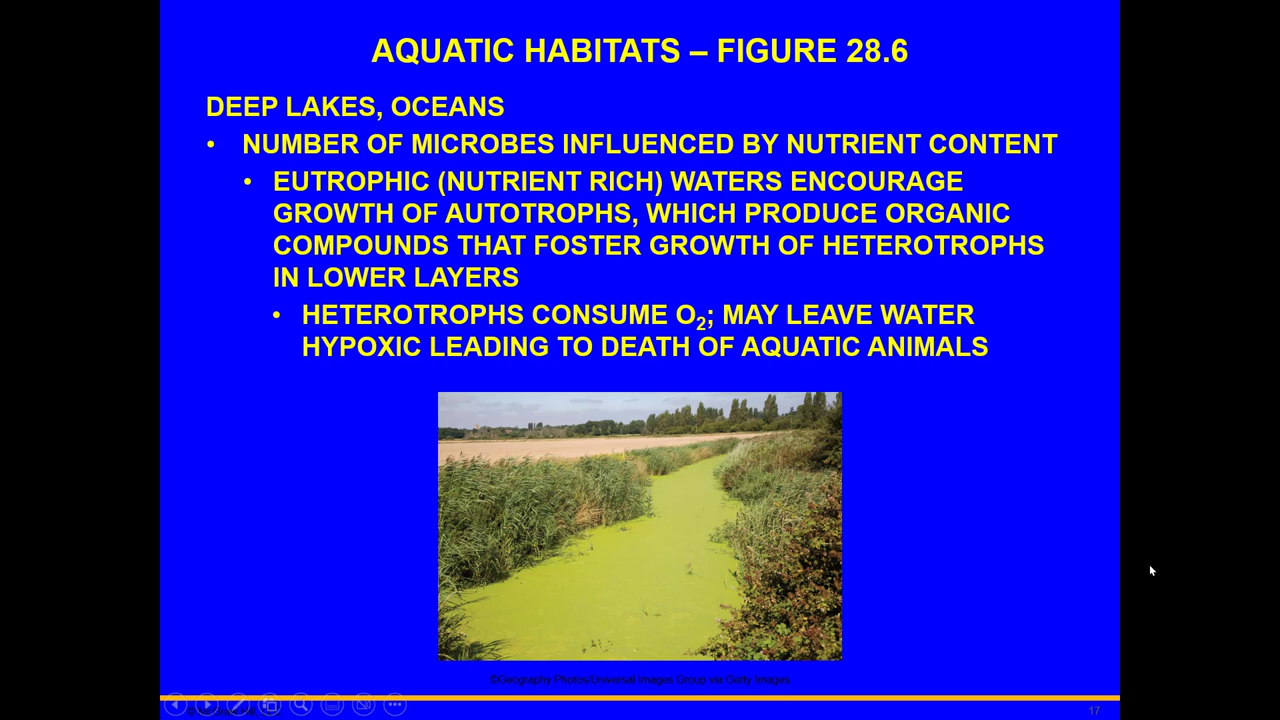 AQUATIC HABITATS – FIGURE 28.6
DEEP LAKES, OCEANS
• NUMBER OF MICROBES INFLUENCED BY NUTRIENT CONTENT
• EUTROPHIC (NUTRIENT RICH) WATERS ENCOURAGE
GROWTH OF AUTOTROPHS, WHICH PRODUCE ORGANIC
COMPOUNDS THAT FOSTER GROWTH OF HETEROTROPHS
IN LOWER LAYERS
• HETEROTROPHS CONSUME O₂; MAY LEAVE WATER
HYPOXIC LEADING TO DEATH OF AQUATIC ANIMALS
©Geography Photos/Universal Images Group via Getty Images
17